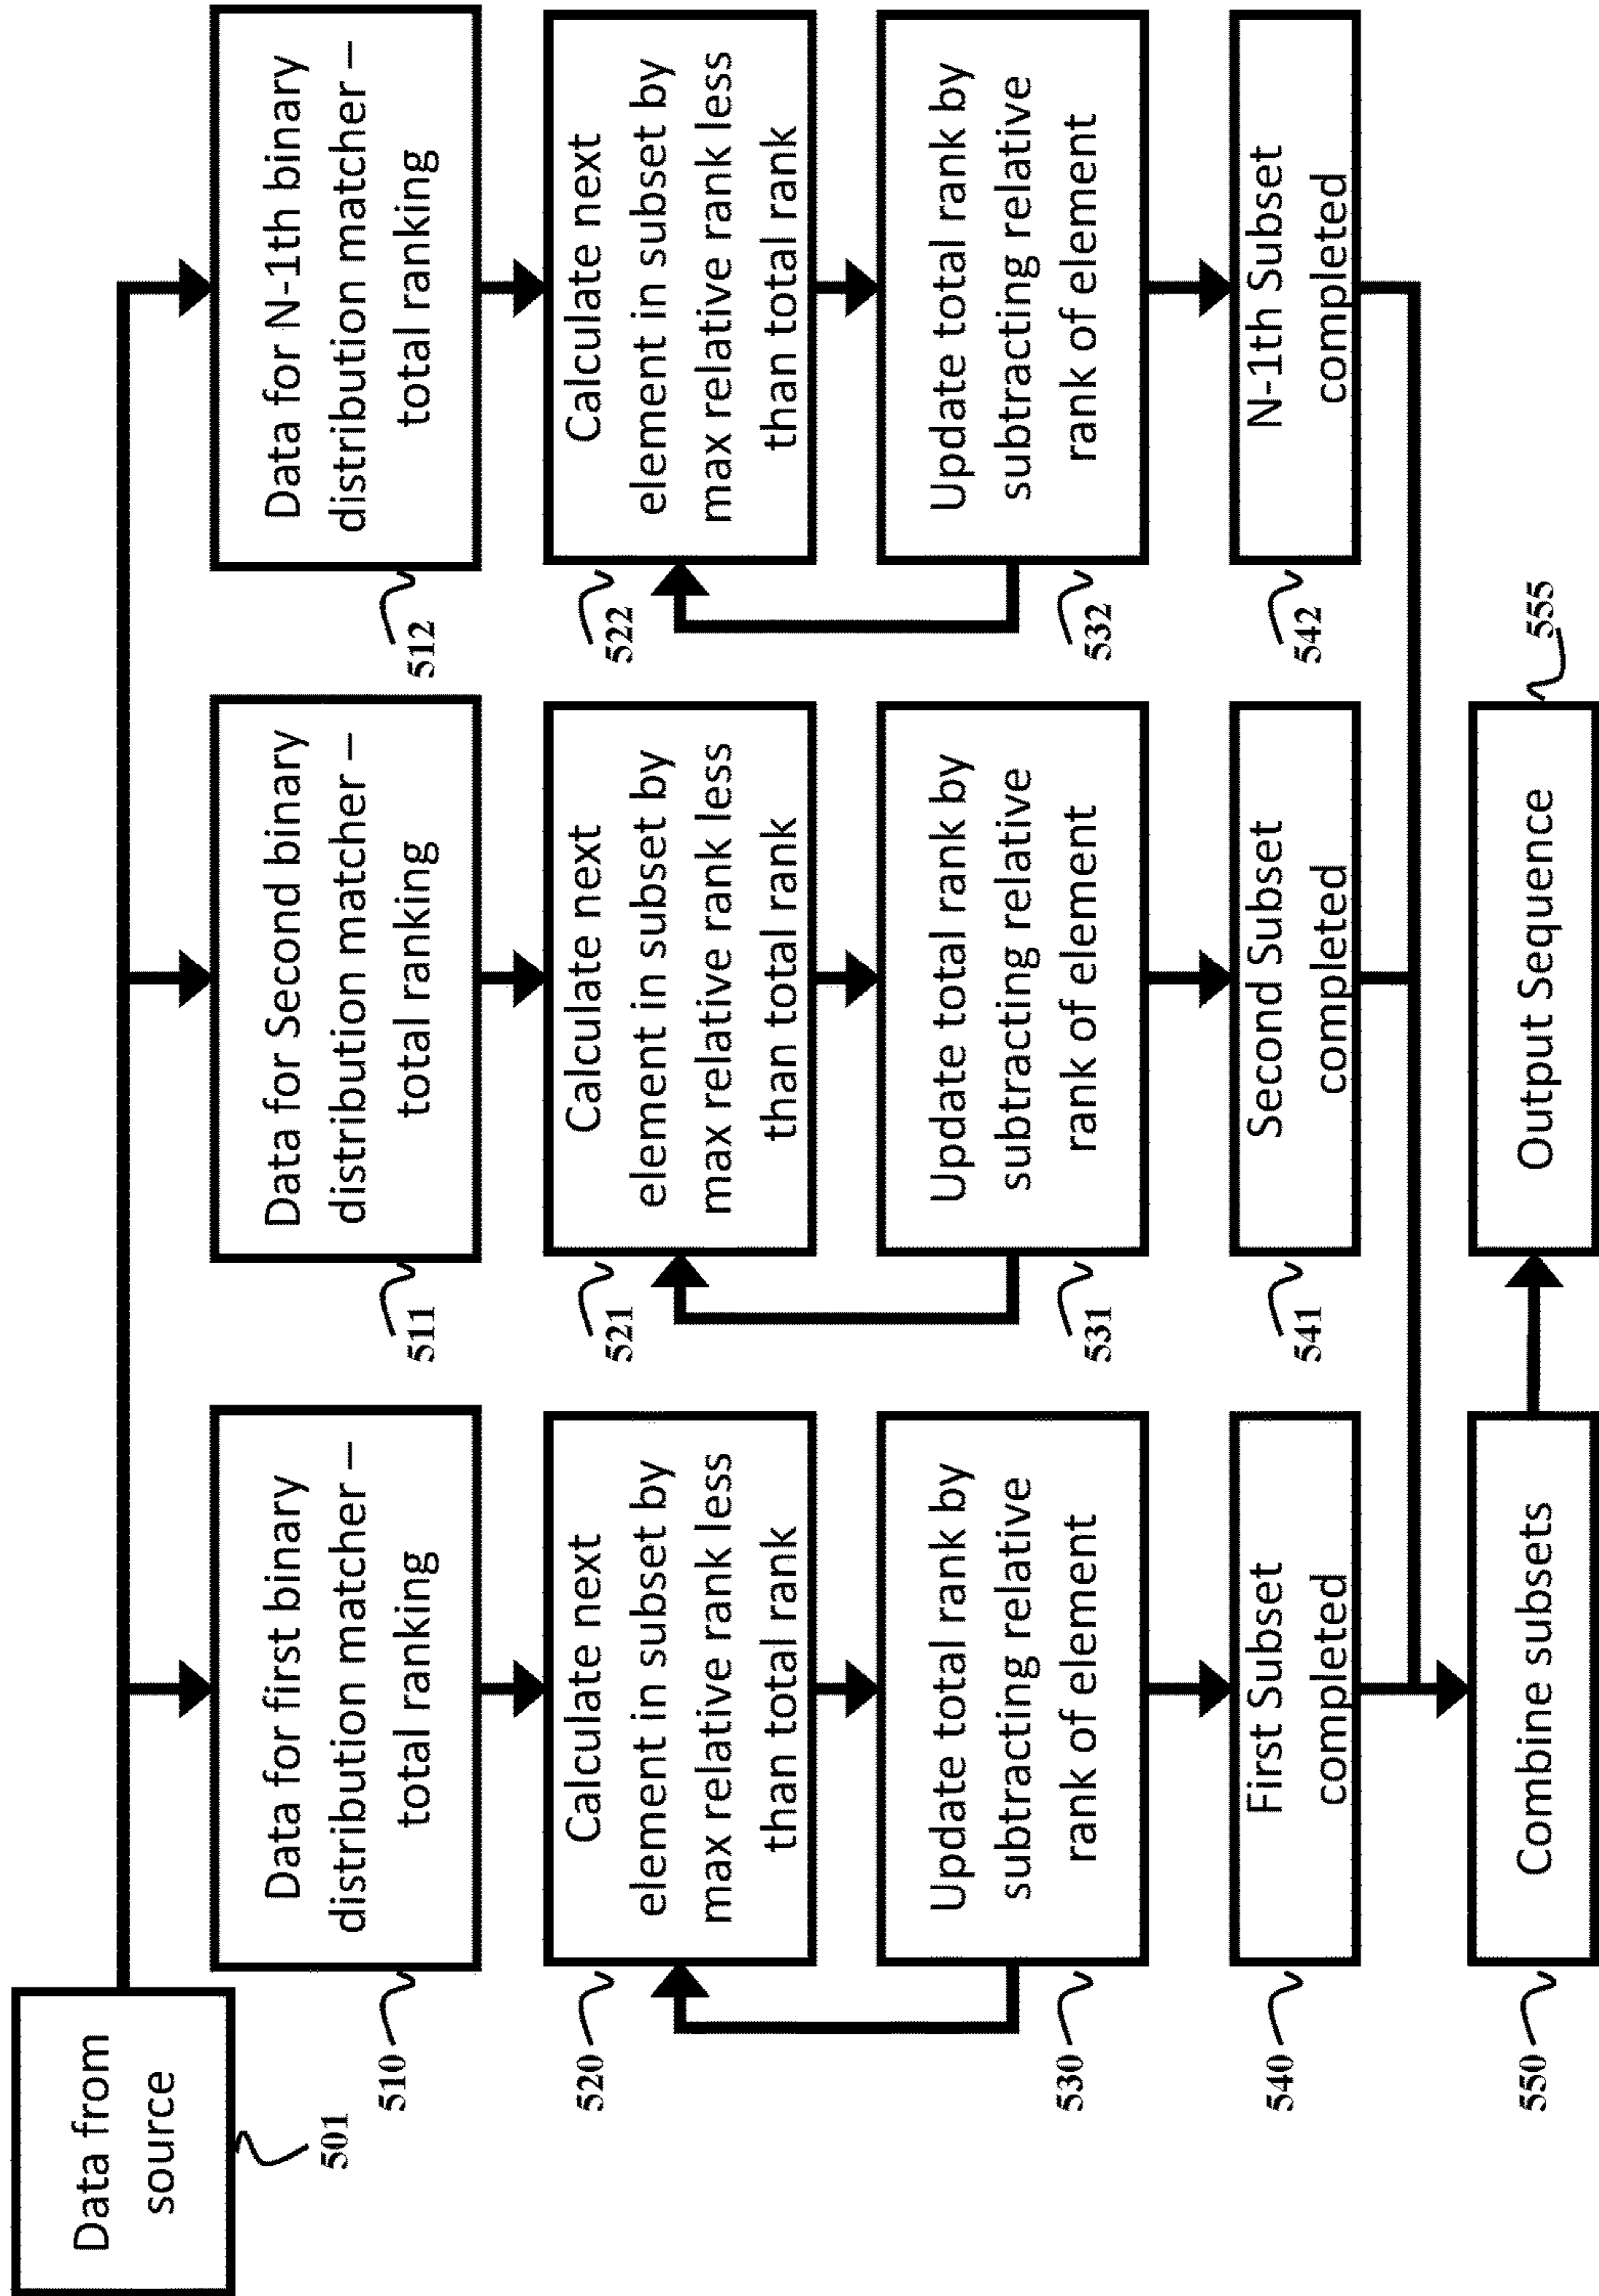 Data from
source
501
Data for first binary
distribution matcher –
total ranking
510
Calculate next
element in subset by
max relative rank less
than total rank
520
Update total rank by
subtracting relative
rank of element
530
First Subset
completed
540
Data for Second binary
distribution matcher –
total ranking
511
Calculate next
element in subset by
max relative rank less
than total rank
521
Update total rank by
subtracting relative
rank of element
531
Second Subset
completed
541
Data for N-1th binary
distribution matcher –
total ranking
512
Calculate next
element in subset by
max relative rank less
than total rank
522
Update total rank by
subtracting relative
rank of element
532
N-1th Subset
completed
542
Combine subsets
550
Output Sequence
555